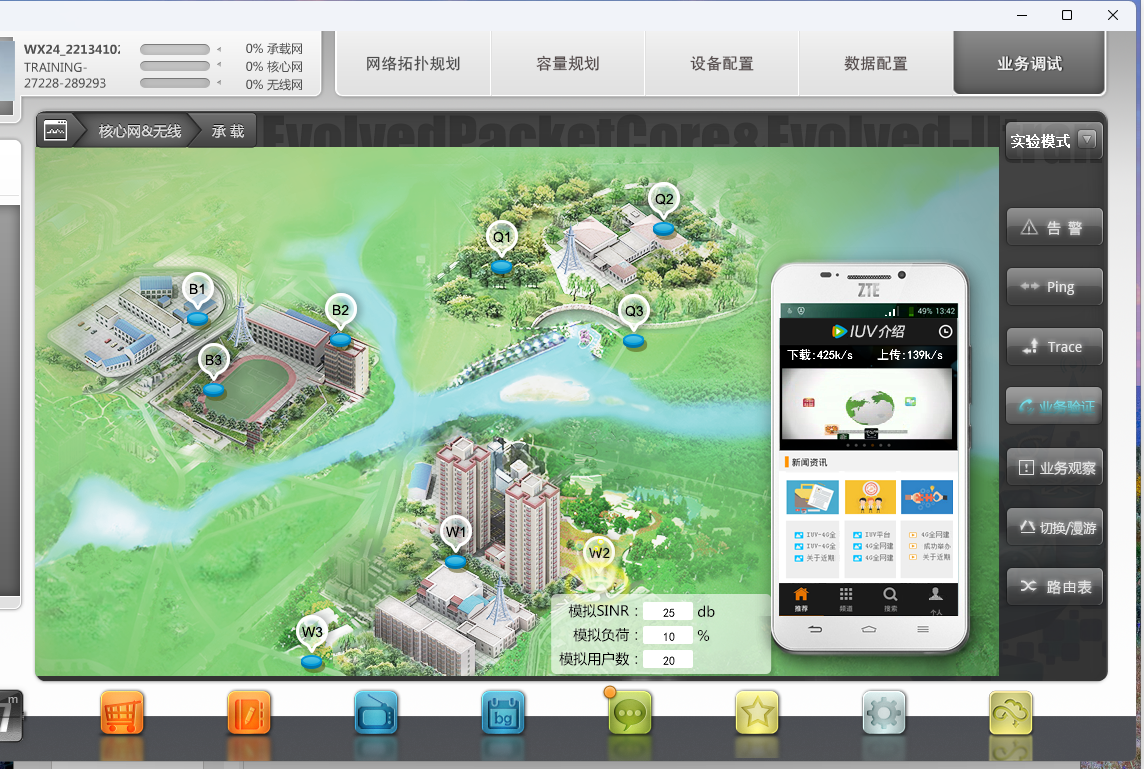 WX24_2213410
TRAINING-
27228-289293
0% 承载网
0% 核心网
0% 无线网
网络拓扑规划
容量规划
设备配置
数据配置
业务调试
核心网&无线
承 载
EvolvedPacketCore& Evolved-U
实验模式
告 警
Ping
Trace
业务验证
业务观察
切换/漫游
路由表
Q1
Q2
Q3
B1
B2
B3
W1
W2
W3
模拟SINR : 25 db
模拟负荷 : 10 %
模拟用户数 : 20
ZTE
49% 13:42
IUV介绍
下载:425k/s 上传:139k/s
新闻资讯
IUV-4G全 IUV平台 4G全网建
IUV-4G全 4G全网建 成功举办
关于近期 4G全网建 关于近期
推荐 频道 搜索 个人
bg
m
7